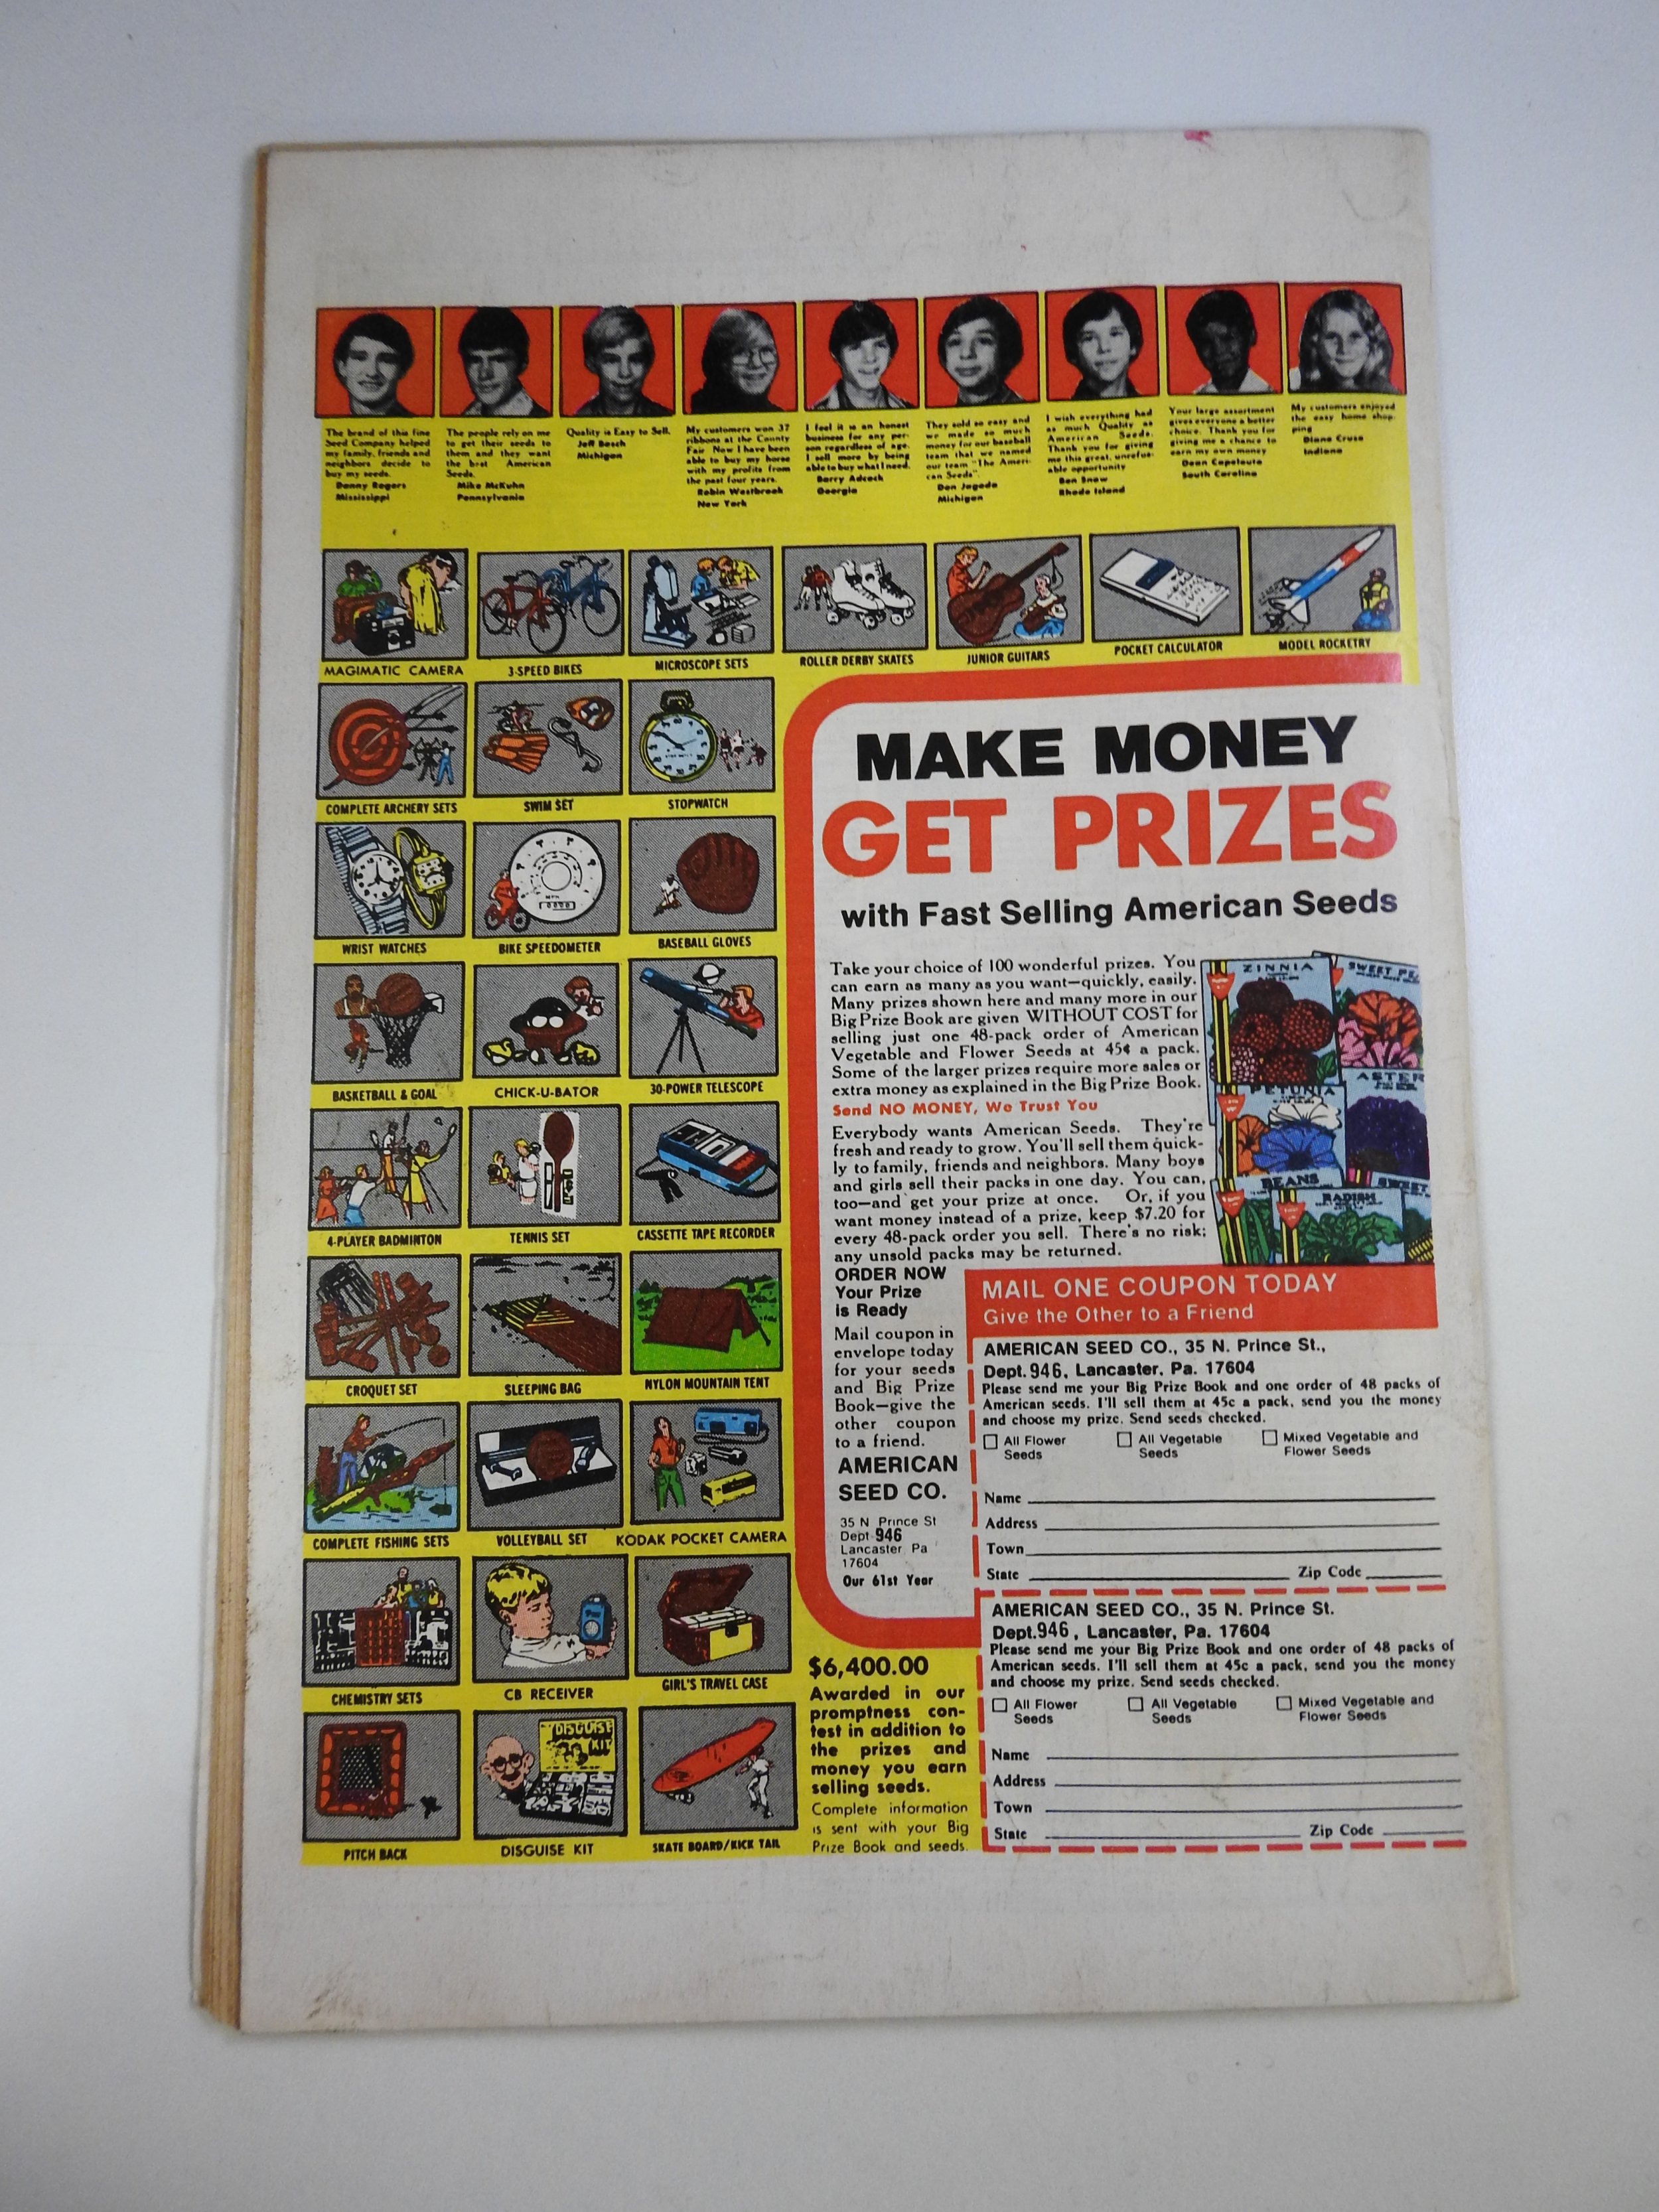 The brand of this fine
Seed Company helped
my family, friends and
neighbors decide to
buy my seeds.
Danny Rogers
Mississippi
The people rely on me
to get their seeds to
them and they want
the best American
Seeds.
Mike McKuhn
Pennsylvania
Quality is Easy to Sell.
Jeff Besch
Michigan
My customers won 37
ribbons at the County
Fair Now I have been
able to buy my horse
with my profits from
the past four years.
Robin Westbrook
New York
I feel it is an honest
business for any per-
son regardless of age.
I sell more by being
able to buy what I need.
Barry Adcock
Georgia
They sold so easy and
we made so much
money for our baseball
team that we named
our team "The Ameri-
can Seeds"
Don Jagoda
Michigan
I wish everything had
as much Quality as
American Seeds.
Thank you for giving
me this great, unrefus-
able opportunity
Ben Snow
Rhode Island
Your large assortment
gives everyone a better
choice. Thank you for
giving me a chance to
earn my own money
Dean Capelouto
South Carolina
My customers enjoyed
the easy home shop-
ping
Diane Cruse
Indiana
MAGIMATIC CAMERA
3-SPEED BIKES
MICROSCOPE SETS
ROLLER DERBY SKATES
JUNIOR GUITARS
POCKET CALCULATOR
MODEL ROCKETRY
COMPLETE ARCHERY SETS
SWIM SET
STOPWATCH
WRIST WATCHES
BIKE SPEEDOMETER
BASEBALL GLOVES
BASKETBALL & GOAL
CHICK-U-BATOR
30-POWER TELESCOPE
4-PLAYER BADMINTON
TENNIS SET
CASSETTE TAPE RECORDER
CROQUET SET
SLEEPING BAG
NYLON MOUNTAIN TENT
COMPLETE FISHING SETS
VOLLEYBALL SET
KODAK POCKET CAMERA
CHEMISTRY SETS
CB RECEIVER
GIRL'S TRAVEL CASE
PITCH BACK
DISGUISE KIT
DISGUISE KIT
SKATE BOARD/KICK TAIL
MAKE MONEY
GET PRIZES
with Fast Selling American Seeds
Take your choice of 100 wonderful prizes. You
can earn as many as you want—quickly, easily.
Many prizes shown here and many more in our
Big Prize Book are given WITHOUT COST for
selling just one 48-pack order of American
Vegetable and Flower Seeds at 45¢ a pack.
Some of the larger prizes require more sales or
extra money as explained in the Big Prize Book.
Send NO MONEY, We Trust You
Everybody wants American Seeds. They're
fresh and ready to grow. You'll sell them quick-
ly to family, friends and neighbors. Many boys
and girls sell their packs in one day. You can,
too—and get your prize at once. Or, if you
want money instead of a prize, keep $7.20 for
every 48-pack order you sell. There's no risk;
any unsold packs may be returned.
ZINNIA
SWEET PE
PETUNIA
ASTER
BEANS
RADISH
SWEET
ORDER NOW
Your Prize
is Ready
Mail coupon in
envelope today
for your seeds
and Big Prize
Book—give the
other coupon
to a friend.
AMERICAN
SEED CO.
35 N Prince St
Dept 946
Lancaster Pa
17604
Our 61st Year
MAIL ONE COUPON TODAY
Give the Other to a Friend
AMERICAN SEED CO., 35 N. Prince St.,
Dept. 946, Lancaster, Pa. 17604
Please send me your Big Prize Book and one order of 48 packs of
American seeds. I'll sell them at 45c a pack, send you the money
and choose my prize. Send seeds checked.
All Flower Seeds
All Vegetable Seeds
Mixed Vegetable and Flower Seeds
Name
Address
Town
State Zip Code
AMERICAN SEED CO., 35 N. Prince St.
Dept. 946, Lancaster, Pa. 17604
Please send me your Big Prize Book and one order of 48 packs of
American seeds. I'll sell them at 45c a pack, send you the money
and choose my prize. Send seeds checked.
All Flower Seeds
All Vegetable Seeds
Mixed Vegetable and Flower Seeds
Name
Address
Town
State Zip Code
$6,400.00
Awarded in our
promptness con-
test in addition to
the prizes and
money you earn
selling seeds.
Complete information
is sent with your Big
Prize Book and seeds.